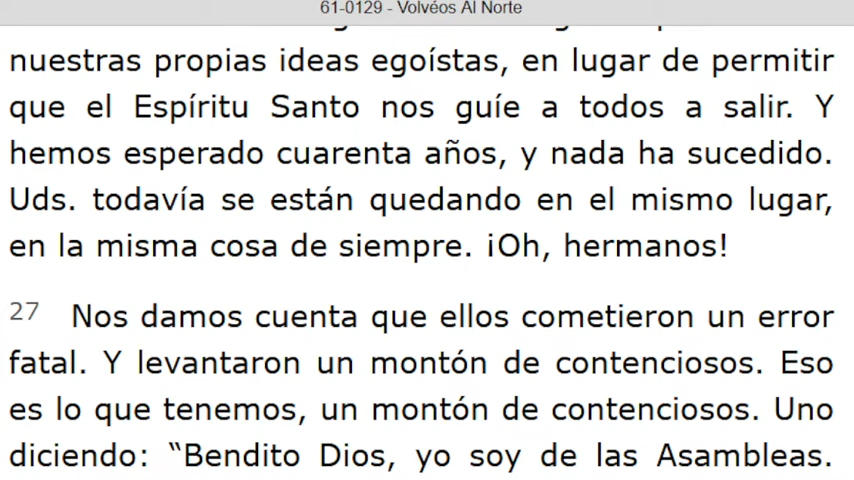 61-0129 - Volvéos Al Norte
nuestras propias ideas egoístas, en lugar de permitir
que el Espíritu Santo nos guíe a todos a salir. Y
hemos esperado cuarenta años, y nada ha sucedido.
Uds. todavía se están quedando en el mismo lugar,
en la misma cosa de siempre. ¡Oh, hermanos!
27 Nos damos cuenta que ellos cometieron un error
fatal. Y levantaron un montón de contenciosos. Eso
es lo que tenemos, un montón de contenciosos. Uno
diciendo: “Bendito Dios, yo soy de las Asambleas.